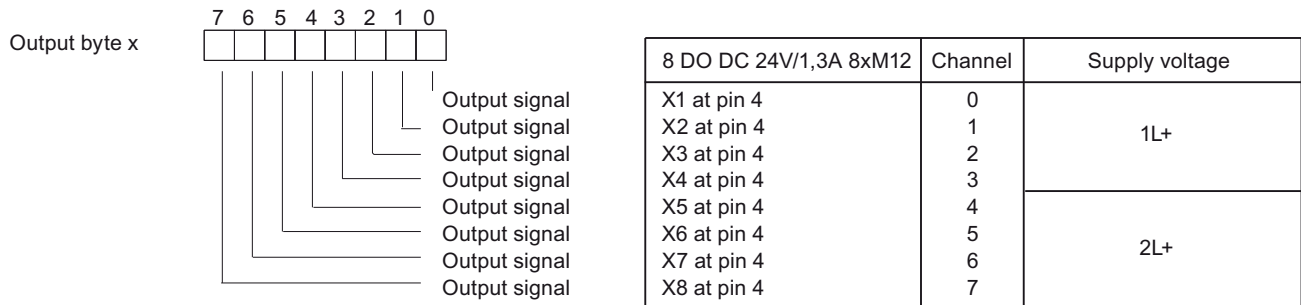 7 6 5 4 3 2 1 0
Output byte x
8 DO DC 24V/1,3A 8xM12 Channel Supply voltage
Output signal X1 at pin 4 0
Output signal X2 at pin 4 1
1L+
Output signal X3 at pin 4 2
Output signal X4 at pin 4 3
Output signal X5 at pin 4 4
Output signal X6 at pin 4 5
2L+
Output signal X7 at pin 4 6
Output signal X8 at pin 4 7